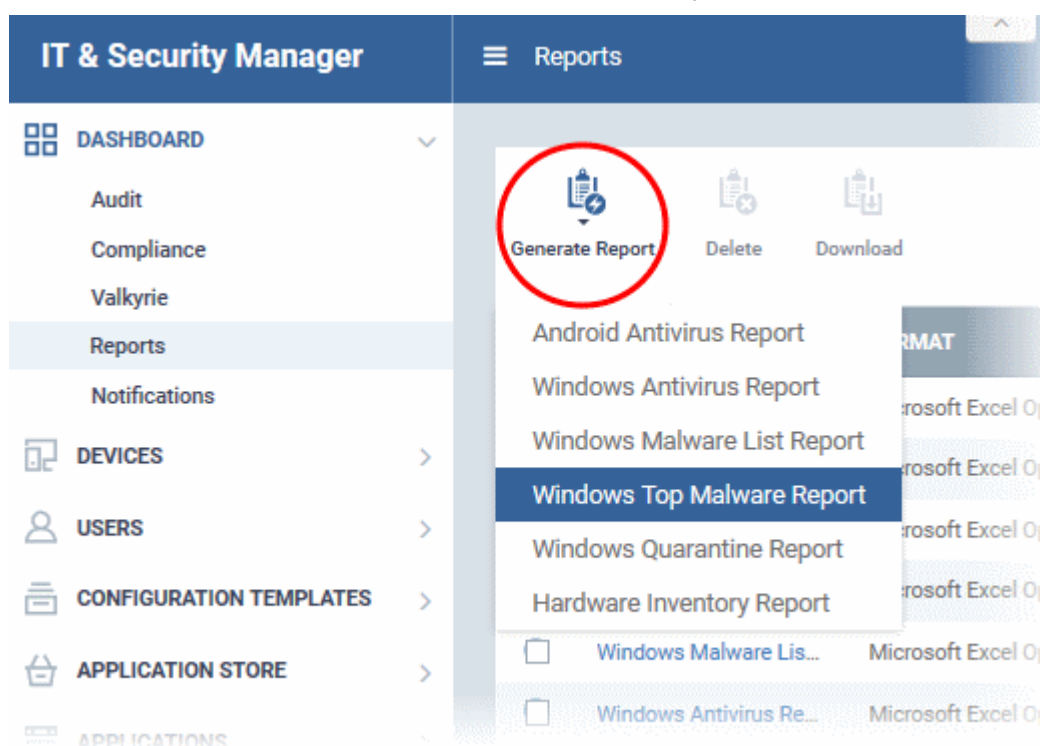 IT & Security Manager
Reports
DASHBOARD
Audit
Compliance
Valkyrie
Reports
Notifications
DEVICES
USERS
CONFIGURATION TEMPLATES
APPLICATION STORE
APPLICATIONS
Generate Report
Delete
Download
Android Antivirus Report
Windows Antivirus Report
Windows Malware List Report
Windows Top Malware Report
Windows Quarantine Report
Hardware Inventory Report
Windows Malware Lis... Microsoft Excel
Windows Antivirus Re... Microsoft Excel